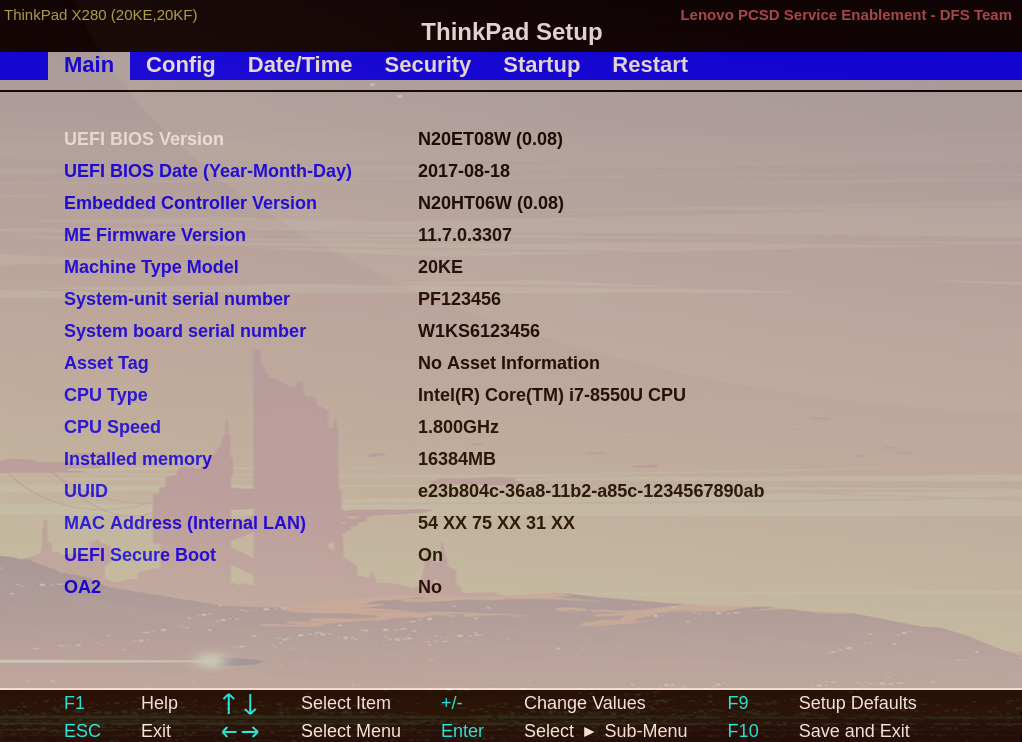 ThinkPad X280 (20KE,20KF)
Lenovo PCSD Service Enablement - DFS Team
ThinkPad Setup
Main Config Date/Time Security Startup Restart
UEFI BIOS Version N20ET08W (0.08)
UEFI BIOS Date (Year-Month-Day) 2017-08-18
Embedded Controller Version N20HT06W (0.08)
ME Firmware Version 11.7.0.3307
Machine Type Model 20KE
System-unit serial number PF123456
System board serial number W1KS6123456
Asset Tag No Asset Information
CPU Type Intel(R) Core(TM) i7-8550U CPU
CPU Speed 1.800GHz
Installed memory 16384MB
UUID e23b804c-36a8-11b2-a85c-1234567890ab
MAC Address (Internal LAN) 54 XX 75 XX 31 XX
UEFI Secure Boot On
OA2 No
F1 Help ↑↓ Select Item +/- Change Values F9 Setup Defaults
ESC Exit ←→ Select Menu Enter Select ► Sub-Menu F10 Save and Exit